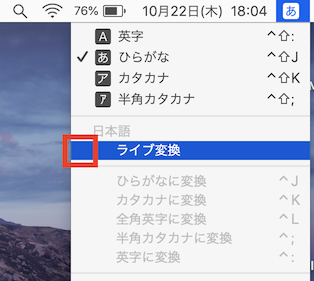 76% 10月22日(木) 18:04 あ
A 英字 ^⇧:
✓ あ ひらがな ^⇧J
ア カタカナ ^⇧K
ア 半角カタカナ ^⇧;
日本語
ライブ変換
ひらがなに変換 ^J
カタカナに変換 ^K
全角英字に変換 ^L
半角カタカナに変換 ^;
英字に変換 ^: